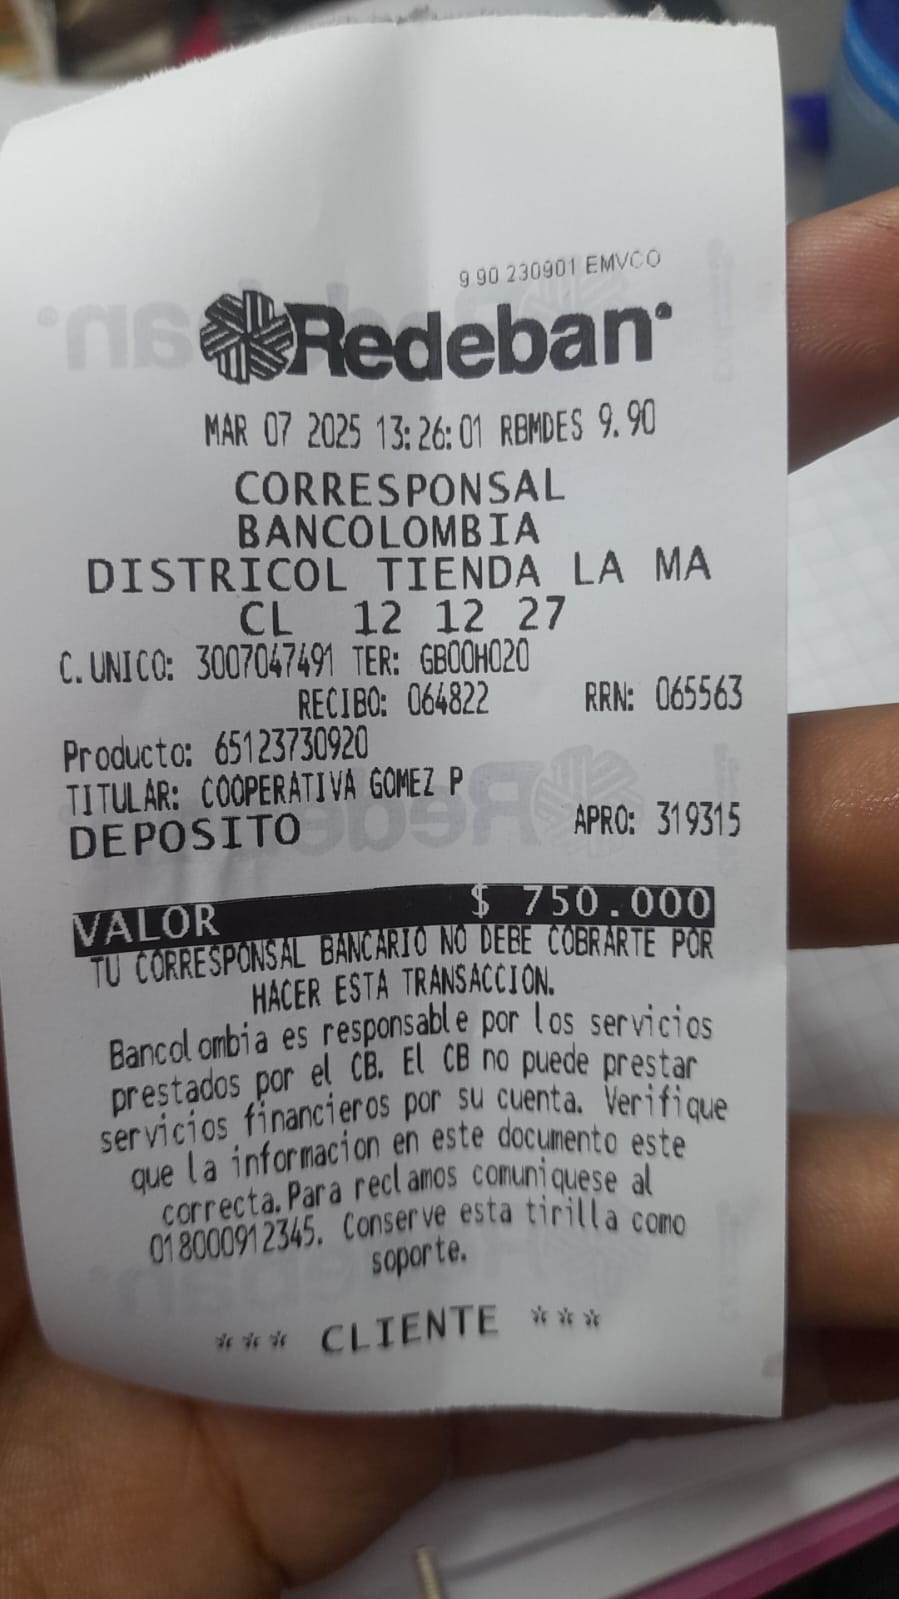 9 90 230901 EMVCO
Redeban
MAR 07 2025 13:26:01 RBMDES 9.90
CORRESPONSAL
BANCOLOMBIA
DISTRICOL TIENDA LA MA
CL 12 12 27
C.UNICO: 3007047491 TER: GB00H020
RECIBO: 064822 RRN: 065563
Producto: 65123730920
TITULAR: COOPERATIVA GOMEZ P
DEPOSITO APRO: 319315
VALOR $ 750.000
TU CORRESPONSAL BANCARIO NO DEBE COBRARTE POR
HACER ESTA TRANSACCION.
Bancolombia es responsable por los servicios
prestados por el CB. El CB no puede prestar
servicios financieros por su cuenta. Verifique
que la informacion en este documento este
correcta.Para reclamos comuniquese al
018000912345. Conserve esta tirilla como
soporte.
*** CLIENTE ***